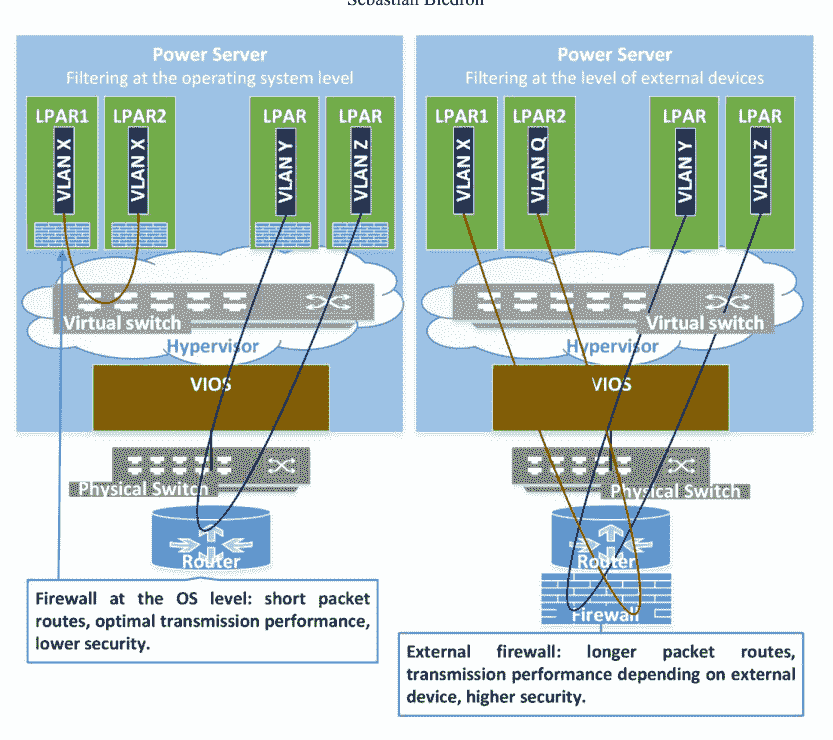 Sebastian Biedroń
Power Server
Filtering at the operating system level
LPAR1
LPAR2
LPAR
LPAR
VLAN X
VLAN X
VLAN Y
VLAN Z
Virtual switch
Hypervisor
VIOS
Physical Switch
Router
Firewall at the OS level: short packet
routes, optimal transmission performance,
lower security.
Power Server
Filtering at the level of external devices
LPAR1
LPAR2
LPAR
LPAR
VLAN X
VLAN Q
VLAN Y
VLAN Z
Virtual switch
Hypervisor
VIOS
Physical Switch
Router
Firewall
External firewall: longer packet routes,
transmission performance depending on external
device, higher security.